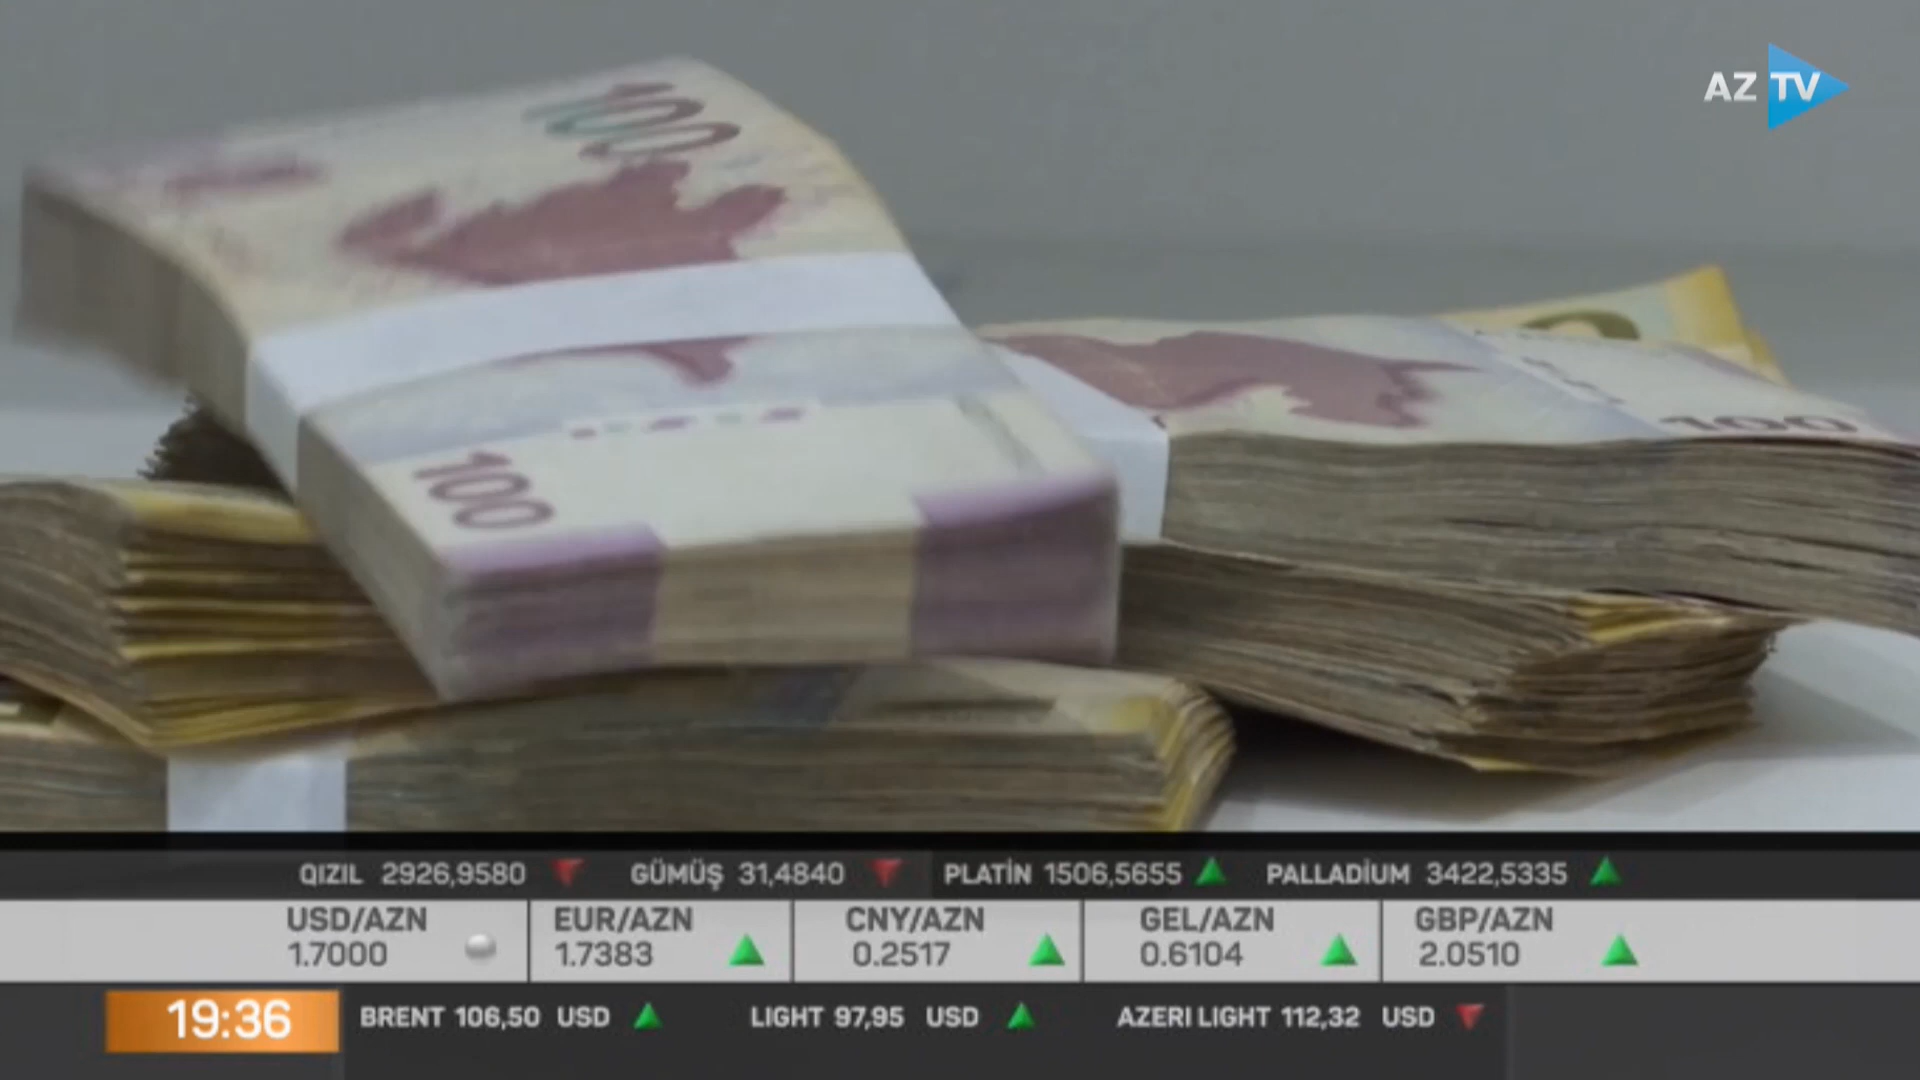 AZTV
100
100
100
QIZIL 2926,9580 GÜMÜŞ 31,4840 PLATİN 1506,5655 PALLADİUM 3422,5335
USD/AZN EUR/AZN CNY/AZN GEL/AZN GBP/AZN
1.7000 1.7383 0.2517 0.6104 2.0510
19:36 BRENT 106,50 USD LIGHT 97,95 USD AZERI LIGHT 112,32 USD